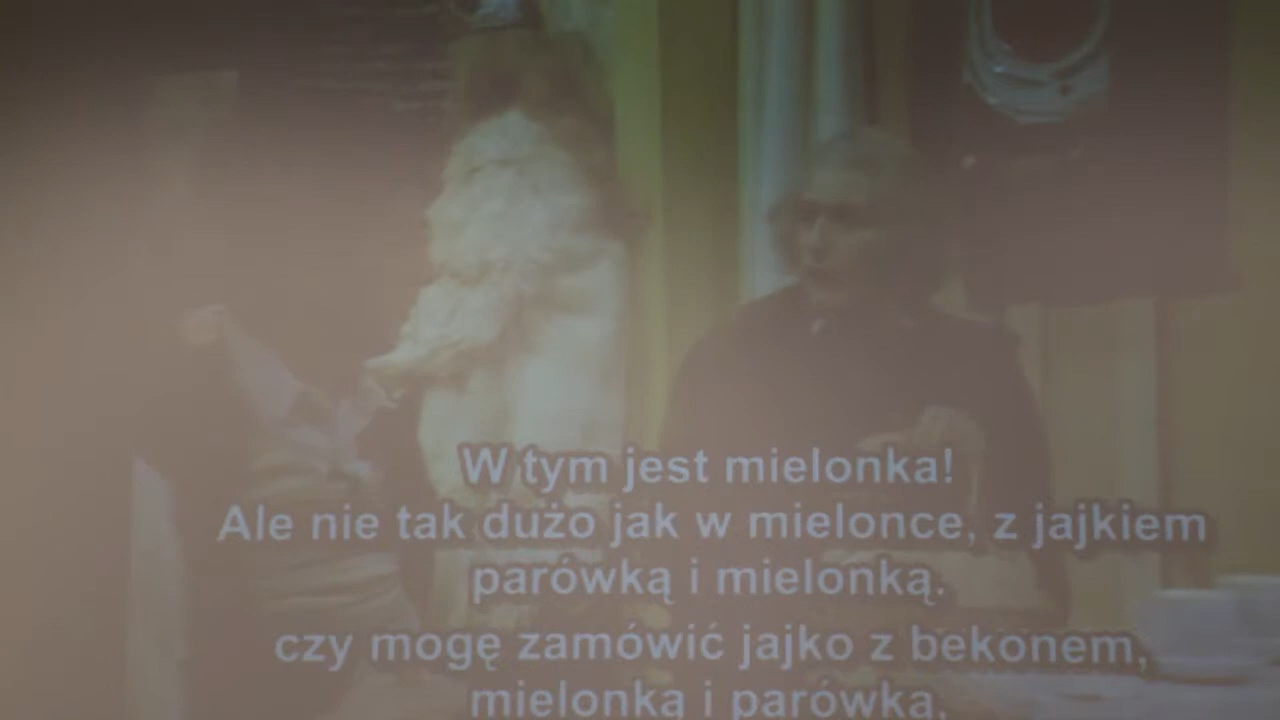 W tym jest mielonka!
Ale nie tak dużo jak w mielonce, z jajkiem
parówką i mielonką.
czy mogę zamówić jajko z bekonem,
mielonką i parówką,